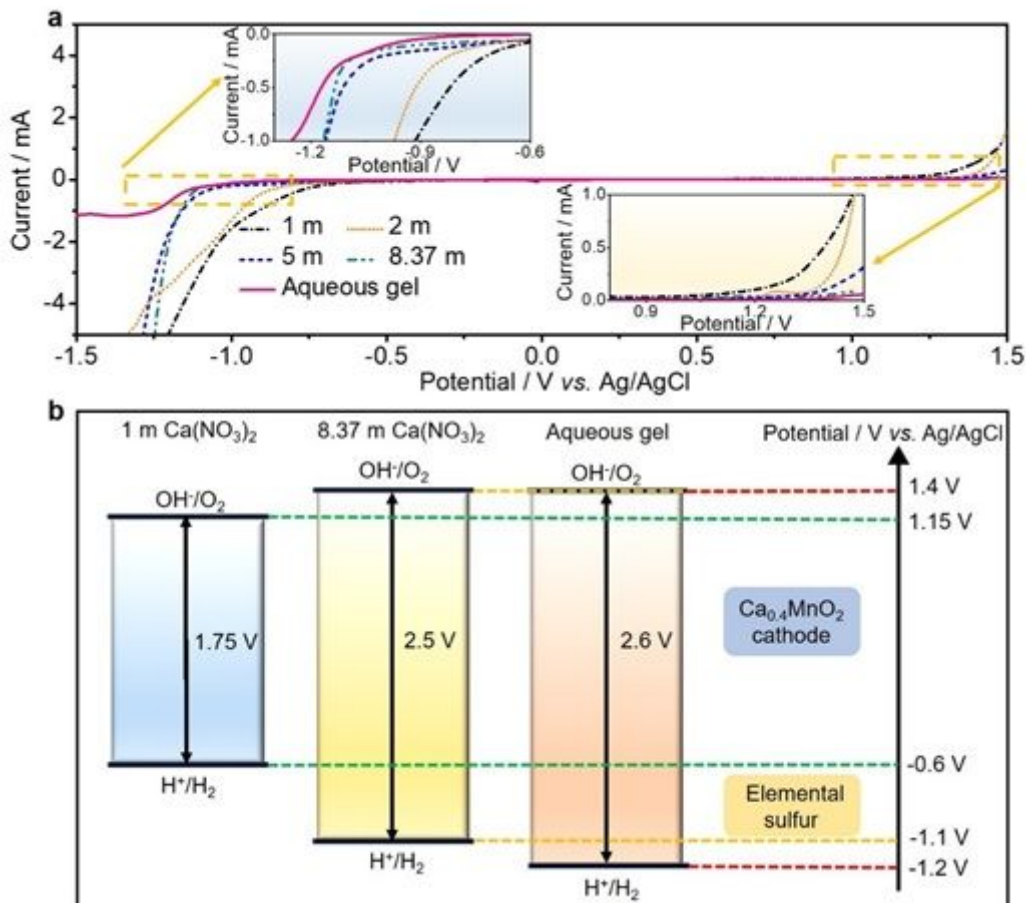 a
Current / mA
4
2
0
-2
-4
-1.5 -1.0 -0.5 0.0 0.5 1.0 1.5
Potential / V vs. Ag/AgCl
Current / mA
0.0
-0.5
-1.0
-1.2 -0.9 -0.6
Potential / V
1 m 2 m
5 m 8.37 m
Aqueous gel
Current / mA
1.0
0.5
0.0
0.9 1.2 1.5
Potential / V
b
1 m Ca(NO₃)₂ 8.37 m Ca(NO₃)₂ Aqueous gel Potential / V vs. Ag/AgCl
OH⁻/O₂ OH⁻/O₂ OH⁻/O₂
1.4 V
1.15 V
Ca₀.₄MnO₂
cathode
1.75 V 2.5 V 2.6 V
-0.6 V
H⁺/H₂
Elemental
sulfur
-1.1 V
H⁺/H₂
-1.2 V
H⁺/H₂